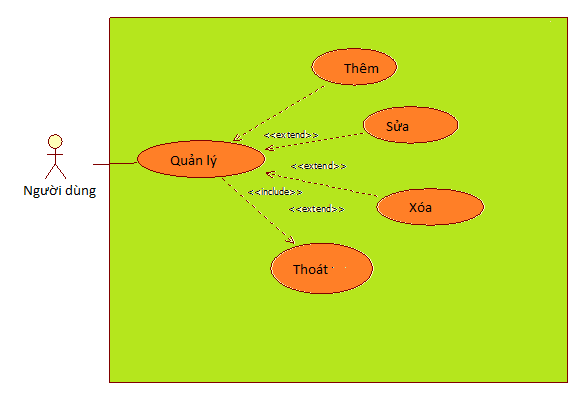 Thêm
<<extend>>
Sửa
Quản lý
<<extend>>
Người dùng
<<include>>
<<extend>>
Xóa
Thoát